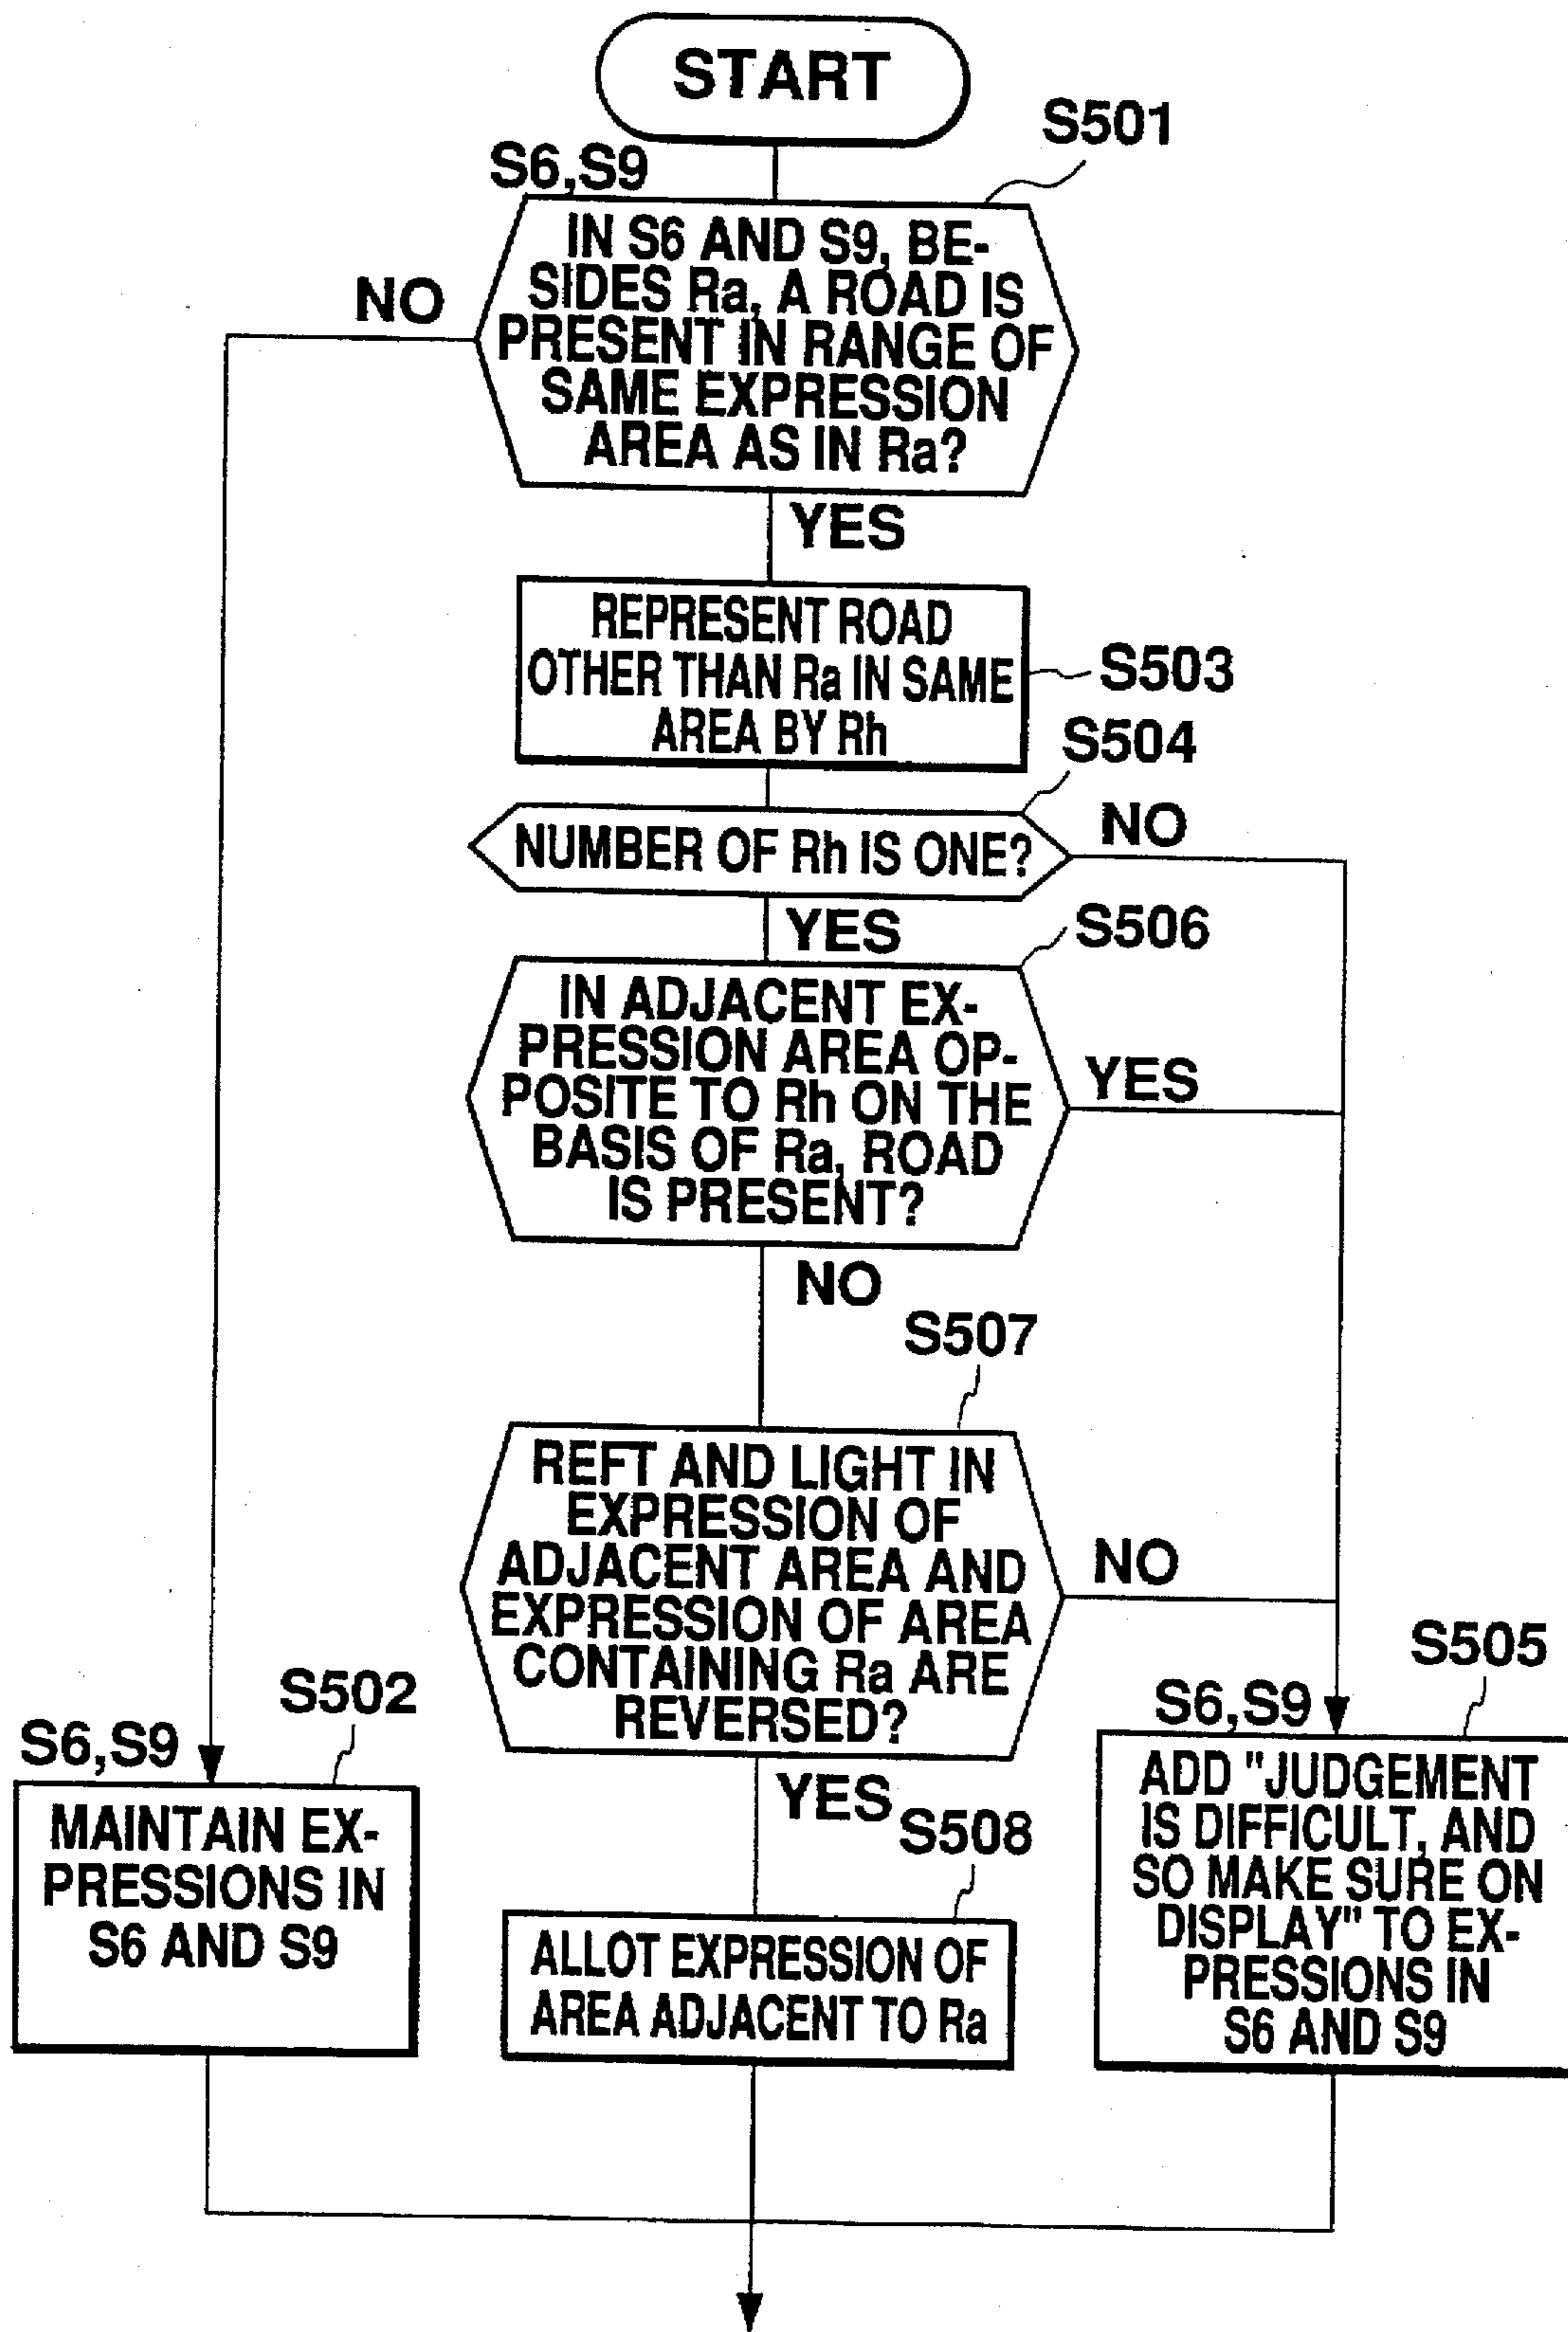 START
S501
S6,S9
IN S6 AND S9, BE-
SIDES Ra, A ROAD IS
PRESENT IN RANGE OF
SAME EXPRESSION
AREA AS IN Ra?
NO
YES
REPRESENT ROAD
OTHER THAN Ra IN SAME
AREA BY Rh
S503
S504
NUMBER OF Rh IS ONE?
NO
YES
S506
IN ADJACENT EX-
PRESSION AREA OP-
POSITE TO Rh ON THE
BASIS OF Ra, ROAD
IS PRESENT?
YES
NO
S507
REFT AND LIGHT IN
EXPRESSION OF
ADJACENT AREA AND
EXPRESSION OF AREA
CONTAINING Ra ARE
REVERSED?
NO
YES
S502
S6,S9
MAINTAIN EX-
PRESSIONS IN
S6 AND S9
S508
ALLOT EXPRESSION OF
AREA ADJACENT TO Ra
S505
S6,S9
ADD "JUDGEMENT
IS DIFFICULT, AND
SO MAKE SURE ON
DISPLAY" TO EX-
PRESSIONS IN
S6 AND S9